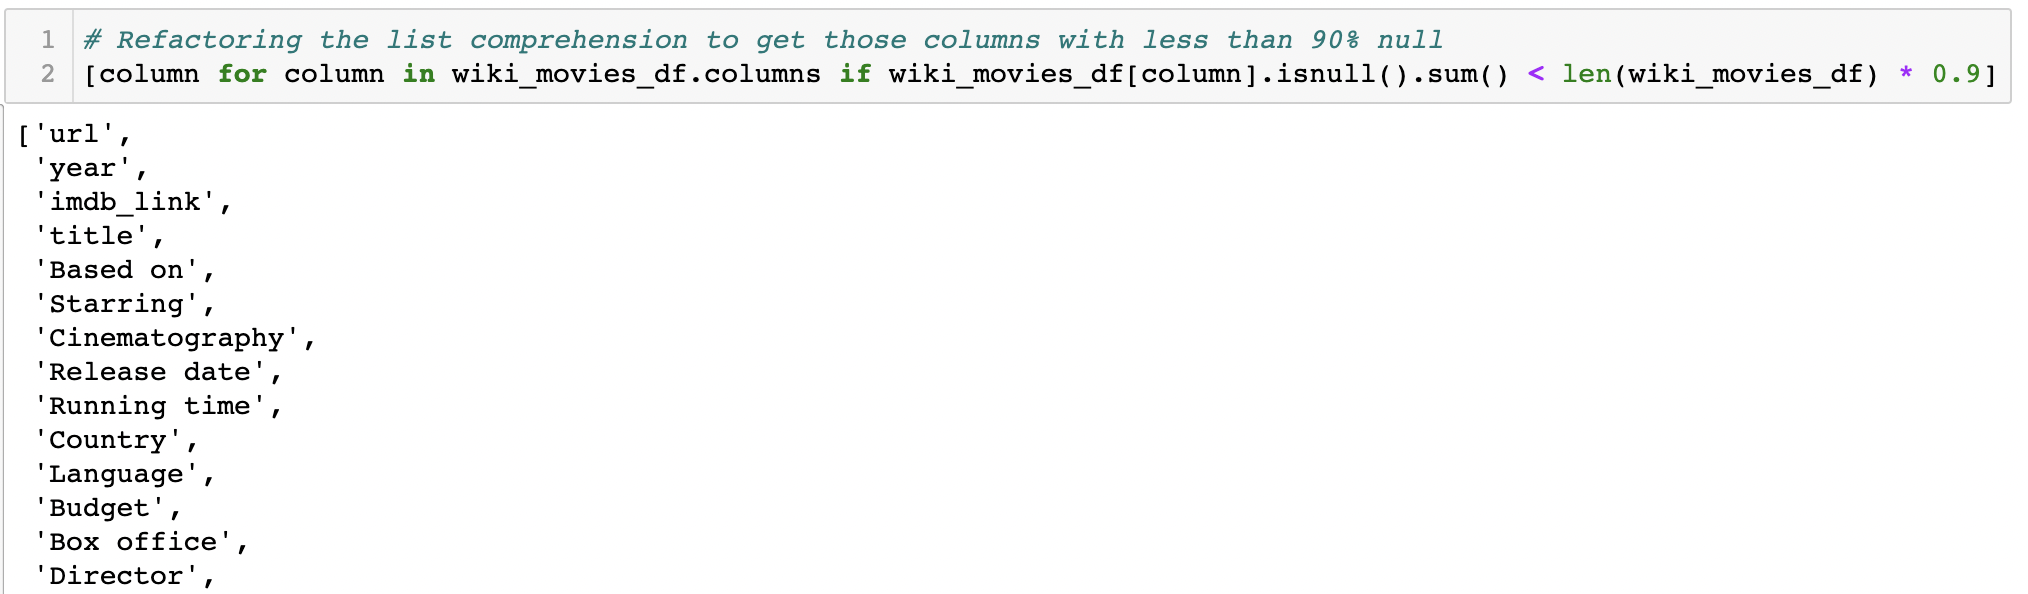 1 # Refactoring the list comprehension to get those columns with less than 90% null
2 [column for column in wiki_movies_df.columns if wiki_movies_df[column].isnull().sum() < len(wiki_movies_df) * 0.9]
['url',
 'year',
 'imdb_link',
 'title',
 'Based on',
 'Starring',
 'Cinematography',
 'Release date',
 'Running time',
 'Country',
 'Language',
 'Budget',
 'Box office',
 'Director',